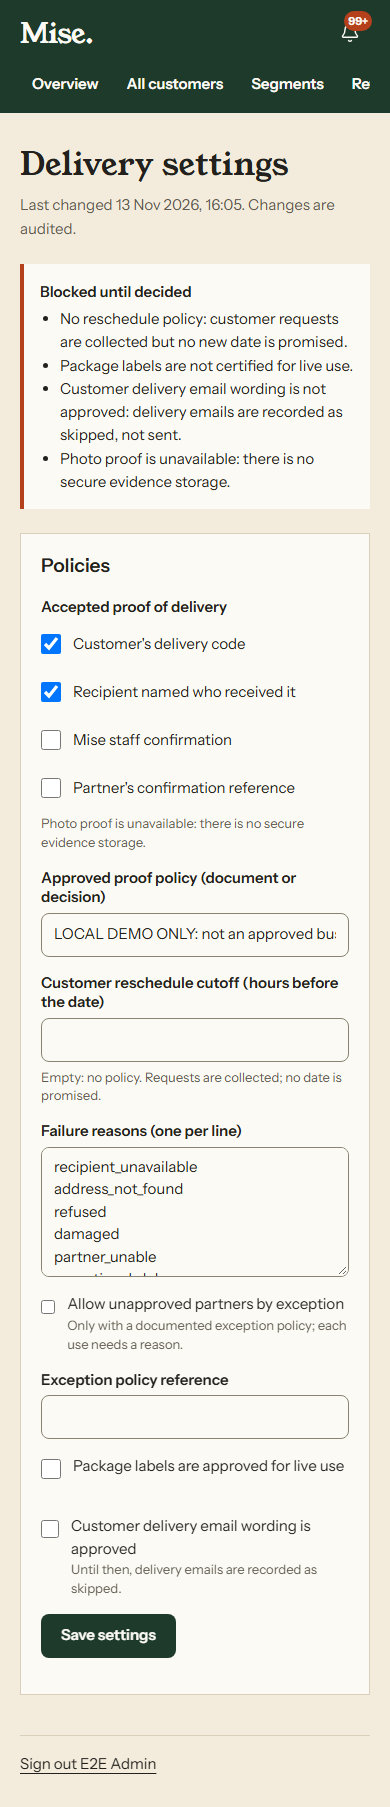 Mise.
99+
Overview All customers Segments Re
Delivery settings
Last changed 13 Nov 2026, 16:05. Changes are
audited.
Blocked until decided
No reschedule policy: customer requests
are collected but no new date is promised.
Package labels are not certified for live use.
Customer delivery email wording is not
approved: delivery emails are recorded as
skipped, not sent.
Photo proof is unavailable: there is no
secure evidence storage.
Policies
Accepted proof of delivery
Customer's delivery code
Recipient named who received it
Mise staff confirmation
Partner's confirmation reference
Photo proof is unavailable: there is no secure
evidence storage.
Approved proof policy (document or
decision)
LOCAL DEMO ONLY: not an approved bu
Customer reschedule cutoff (hours before
the date)
Empty: no policy. Requests are collected; no date is
promised.
Failure reasons (one per line)
recipient_unavailable
address_not_found
refused
damaged
partner_unable
Allow unapproved partners by exception
Only with a documented exception policy; each
use needs a reason.
Exception policy reference
Package labels are approved for live use
Customer delivery email wording is
approved
Until then, delivery emails are recorded as
skipped.
Save settings
Sign out E2E Admin